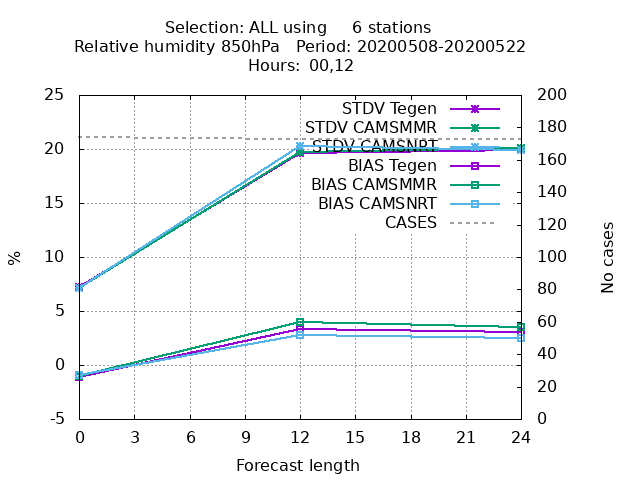 Selection: ALL using 6 stations
Relative humidity 850hPa Period: 20200508-20200522
Hours: 00,12
25
20
15
10
5
0
-5
%
200
180
160
140
120
100
80
60
40
20
0
No cases
STDV Tegen
STDV CAMSMMR
STDV CAMSNRT
BIAS Tegen
BIAS CAMSMMR
BIAS CAMSNRT
CASES
0 3 6 9 12 15 18 21 24
Forecast length